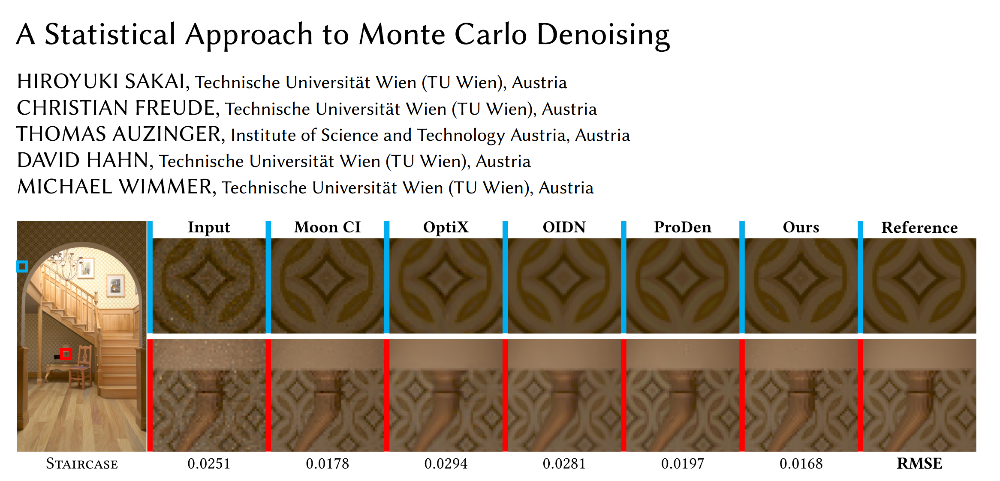 A Statistical Approach to Monte Carlo Denoising
HIROYUKI SAKAI, Technische Universität Wien (TU Wien), Austria
CHRISTIAN FREUDE, Technische Universität Wien (TU Wien), Austria
THOMAS AUZINGER, Institute of Science and Technology Austria, Austria
DAVID HAHN, Technische Universität Wien (TU Wien), Austria
MICHAEL WIMMER, Technische Universität Wien (TU Wien), Austria
Input Moon CI OptiX OIDN ProDen Ours Reference
STAIRCASE 0.0251 0.0178 0.0294 0.0281 0.0197 0.0168 RMSE